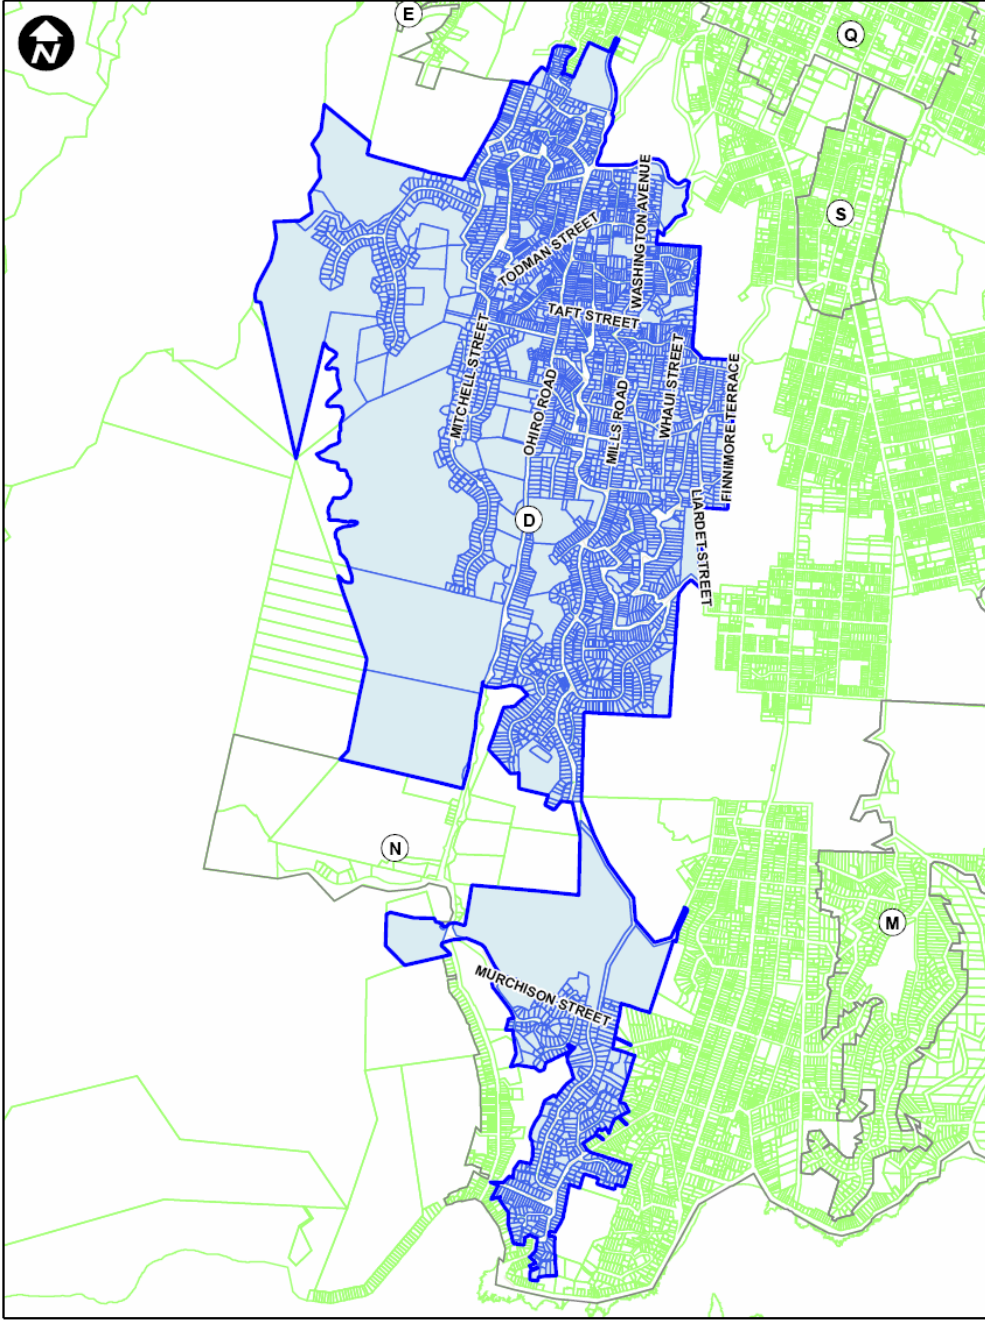 E
Q
N
S
WASHINGTON AVENUE
TODMAN STREET
TAFT STREET
MITCHELL STREET
OHIRO ROAD
MILLS ROAD
WHAUI STREET
FINNIMORE TERRACE
D
LIARDET STREET
N
M
MURCHISON STREET